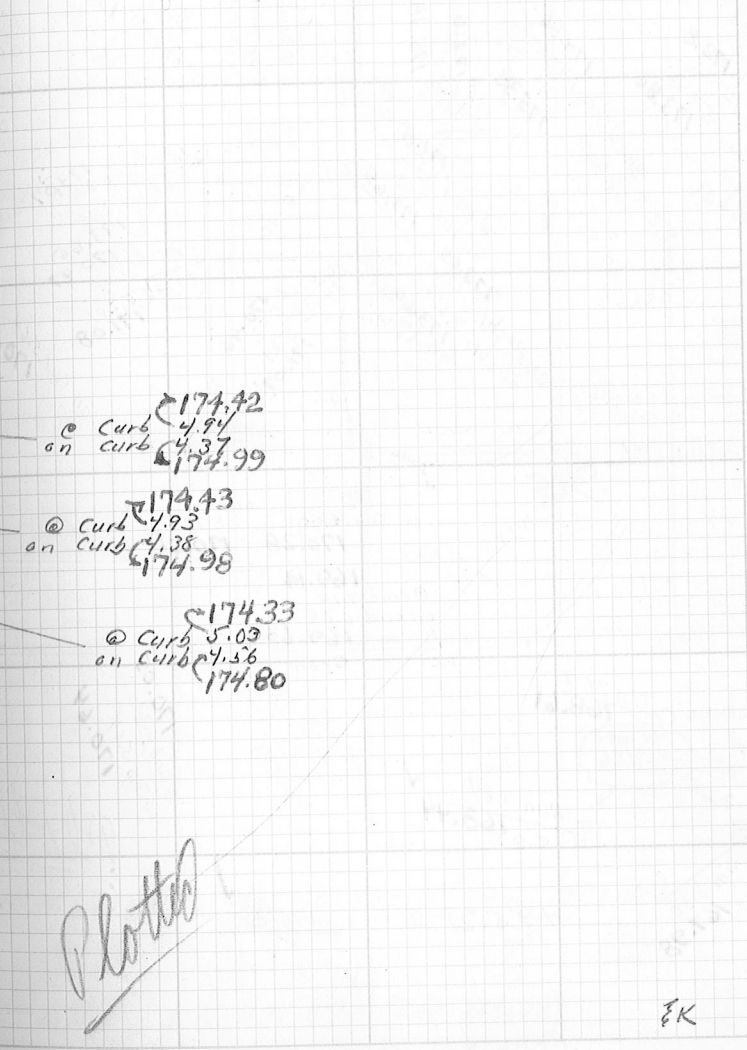 174.42
@ Curb 4.94
on curb 4.37
174.99
174.43
@ Curb 4.93
on Curb 4.38
174.98
174.33
@ Curb 5.03
on Curb 4.56
174.80
Plotted